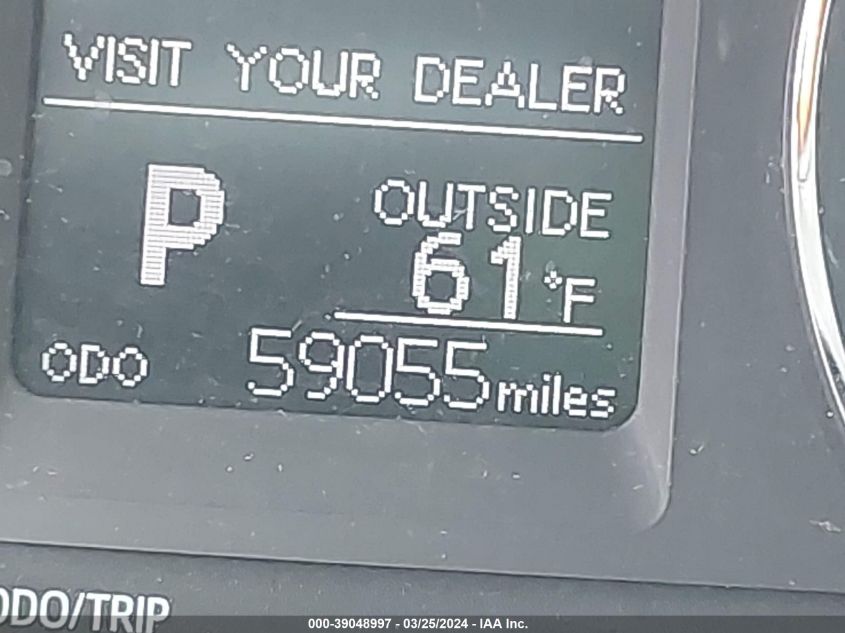 VISIT YOUR DEALER
P
OUTSIDE
61°F
ODO 59055 miles
ODO/TRIP
000-39048997 - 03/25/2024 - IAA Inc.